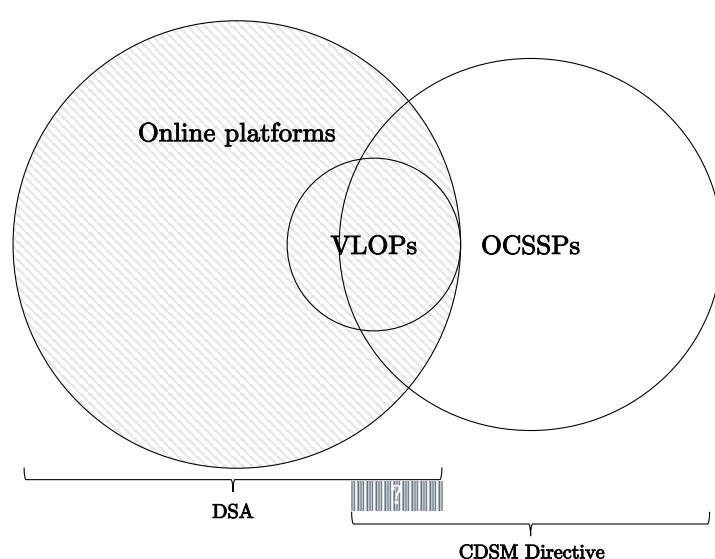 Online platforms
VLOPs
OCSSPs
?
DSA
CDSM Directive